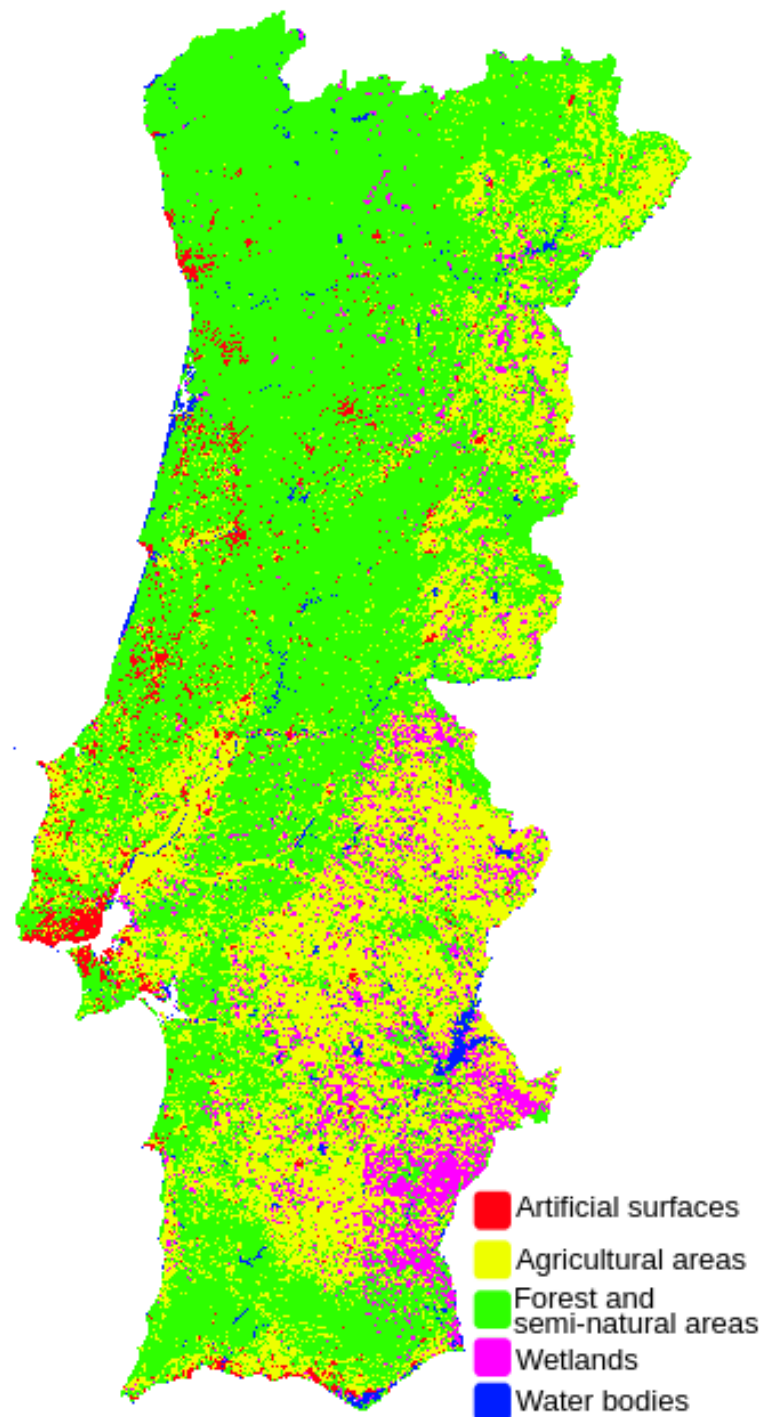 Artificial surfaces
Agricultural areas
Forest and
semi-natural areas
Wetlands
Water bodies